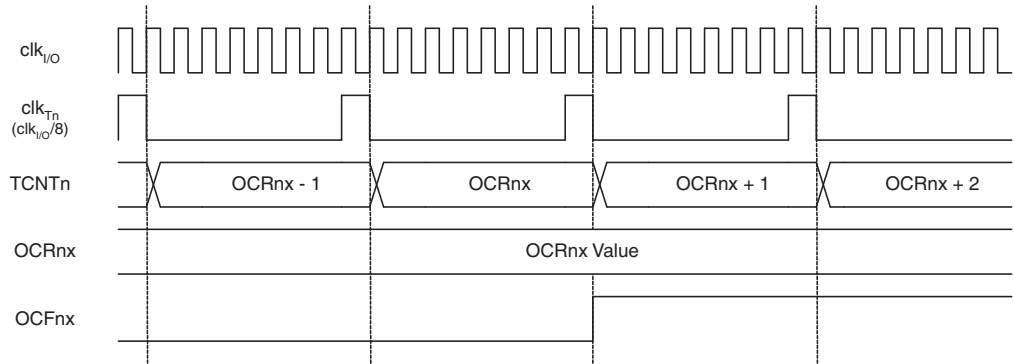 clkI/O
clkTn
(clkI/O/8)
TCNTn OCRnx - 1 OCRnx OCRnx + 1 OCRnx + 2
OCRnx OCRnx Value
OCFnx